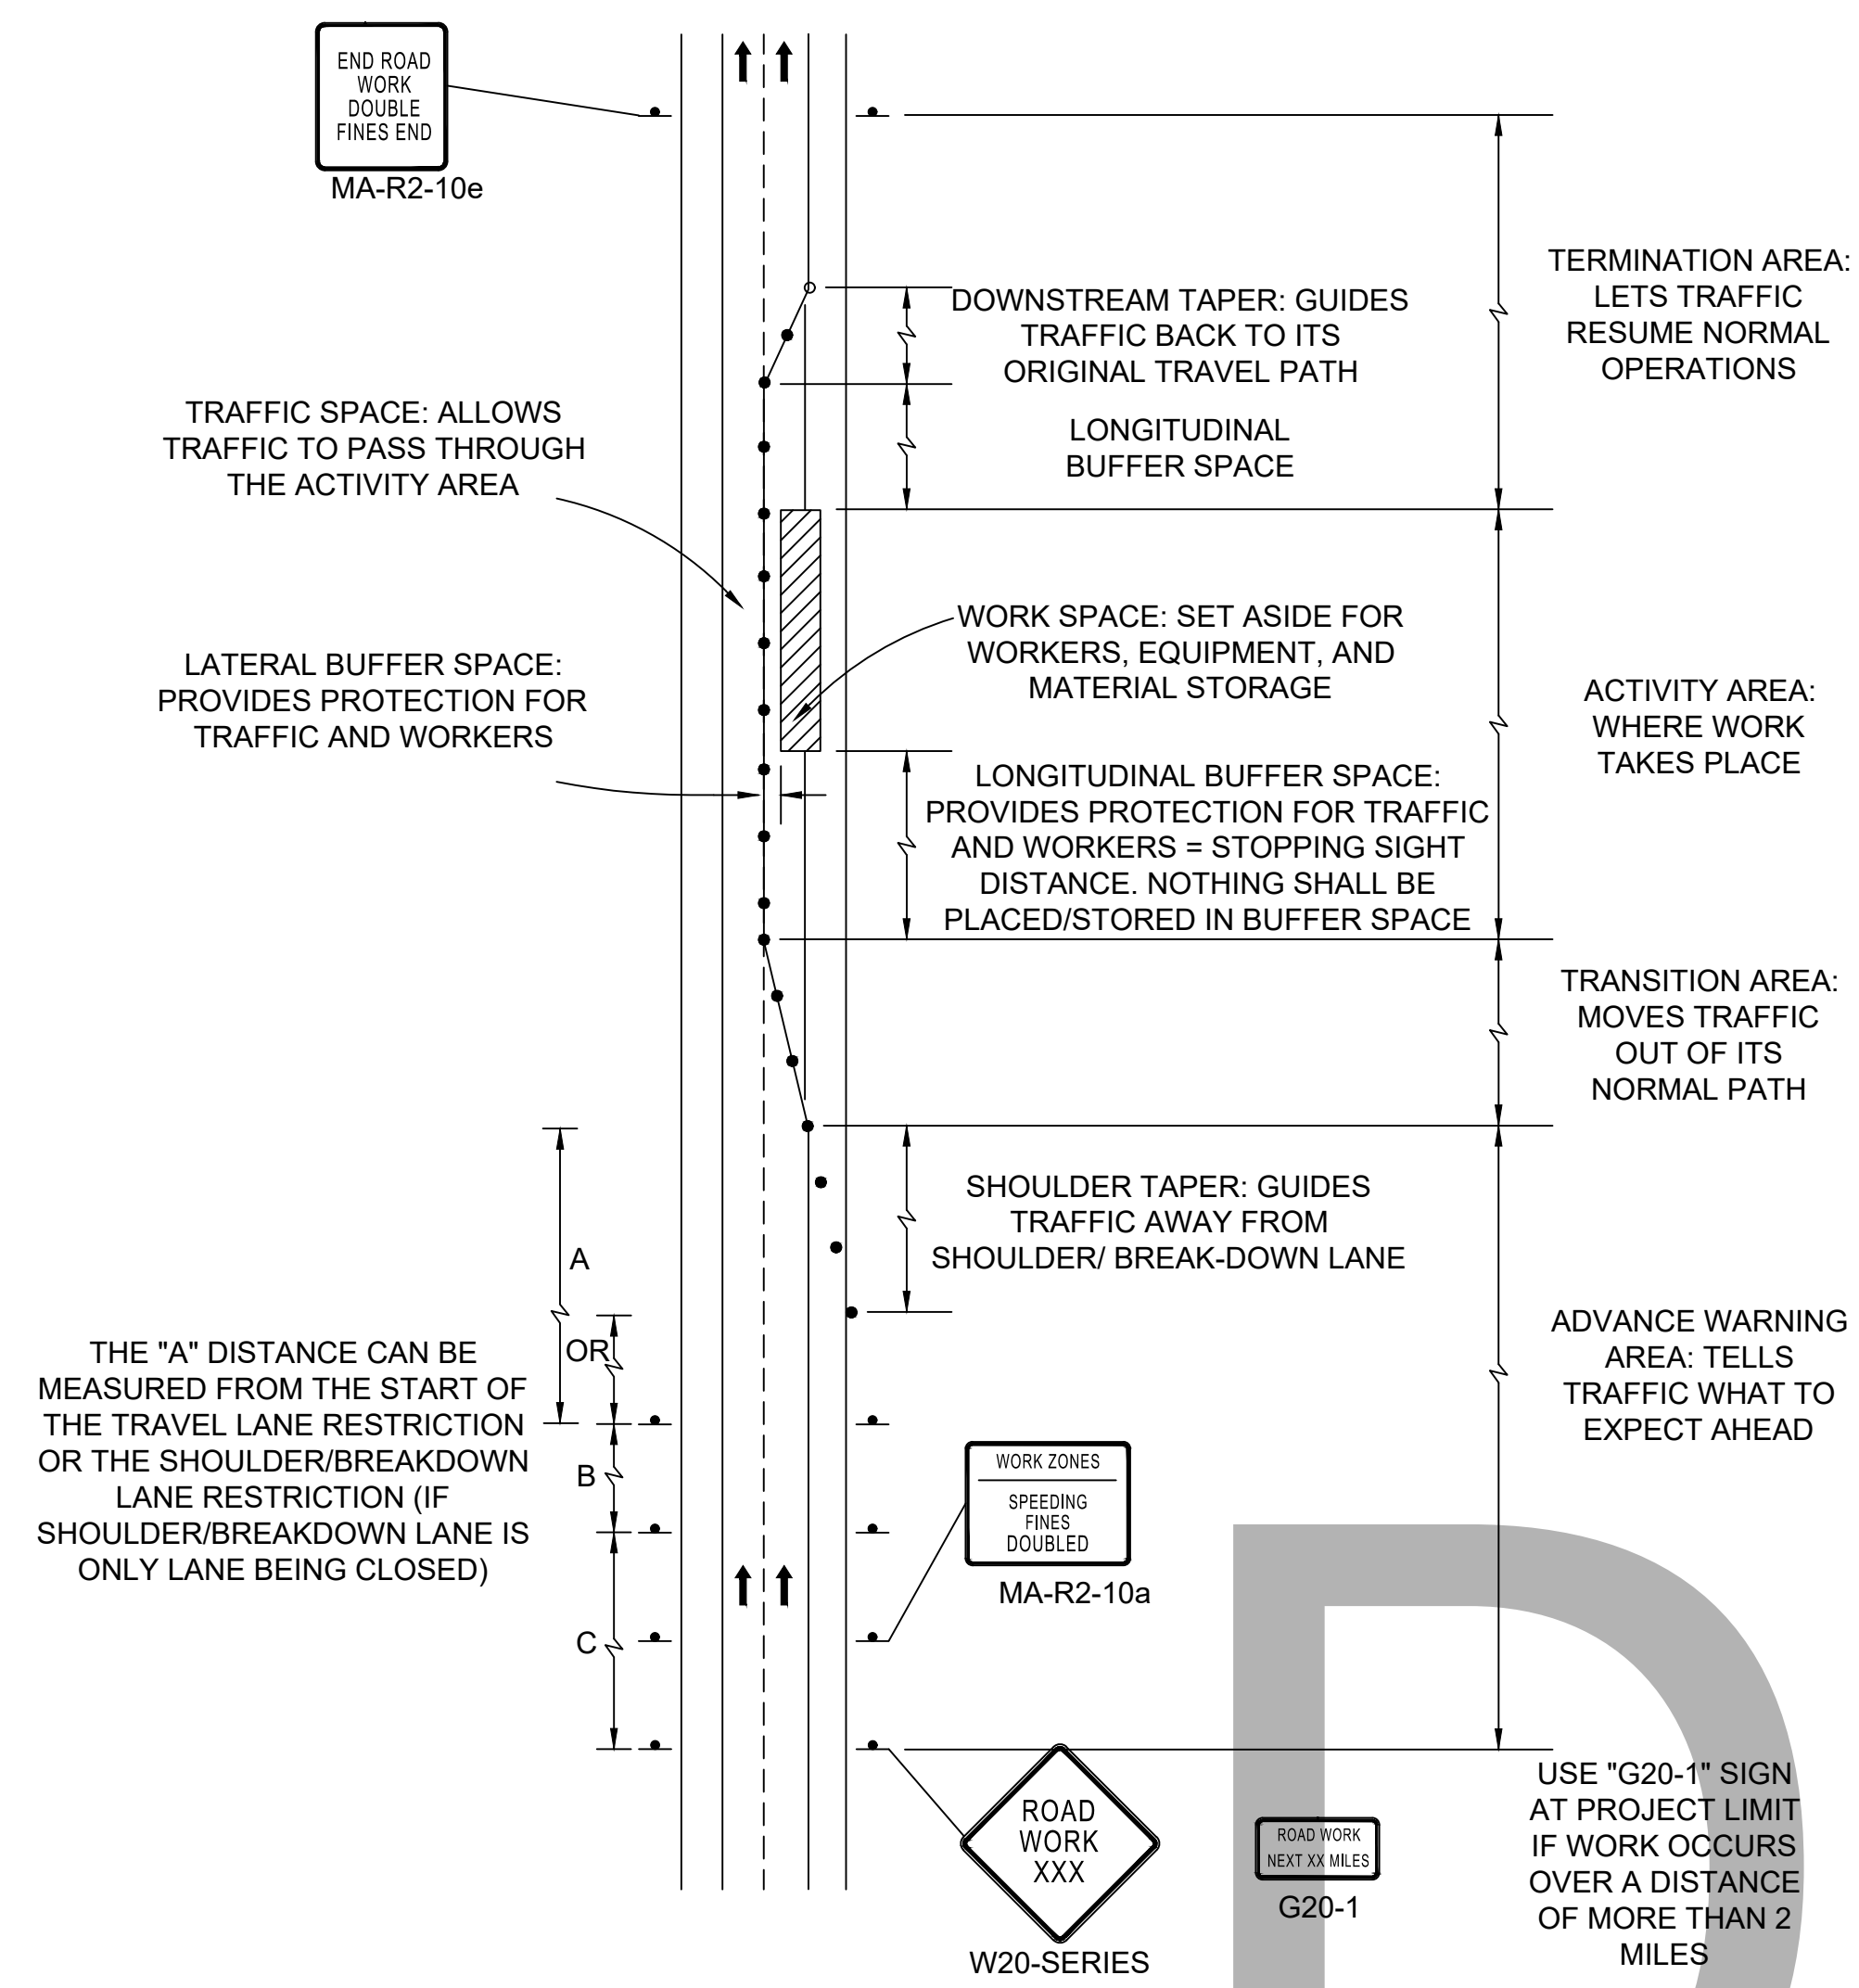 END ROAD
WORK
DOUBLE
FINES END
MA-R2-10e
TERMINATION AREA:
LETS TRAFFIC
RESUME NORMAL
OPERATIONS
DOWNSTREAM TAPER: GUIDES
TRAFFIC BACK TO ITS
ORIGINAL TRAVEL PATH
TRAFFIC SPACE: ALLOWS
TRAFFIC TO PASS THROUGH
THE ACTIVITY AREA
LONGITUDINAL
BUFFER SPACE
WORK SPACE: SET ASIDE FOR
WORKERS, EQUIPMENT, AND
MATERIAL STORAGE
LATERAL BUFFER SPACE:
PROVIDES PROTECTION FOR
TRAFFIC AND WORKERS
ACTIVITY AREA:
WHERE WORK
TAKES PLACE
LONGITUDINAL BUFFER SPACE:
PROVIDES PROTECTION FOR TRAFFIC
AND WORKERS = STOPPING SIGHT
DISTANCE. NOTHING SHALL BE
PLACED/STORED IN BUFFER SPACE
TRANSITION AREA:
MOVES TRAFFIC
OUT OF ITS
NORMAL PATH
SHOULDER TAPER: GUIDES
TRAFFIC AWAY FROM
SHOULDER/ BREAK-DOWN LANE
A
OR
B
C
THE "A" DISTANCE CAN BE
MEASURED FROM THE START OF
THE TRAVEL LANE RESTRICTION
OR THE SHOULDER/BREAKDOWN
LANE RESTRICTION (IF
SHOULDER/BREAKDOWN LANE IS
ONLY LANE BEING CLOSED)
ADVANCE WARNING
AREA: TELLS
TRAFFIC WHAT TO
EXPECT AHEAD
WORK ZONES
SPEEDING
FINES
DOUBLED
MA-R2-10a
ROAD
WORK
XXX
W20-SERIES
ROAD WORK
NEXT XX MILES
G20-1
USE "G20-1" SIGN
AT PROJECT LIMIT
IF WORK OCCURS
OVER A DISTANCE
OF MORE THAN 2
MILES